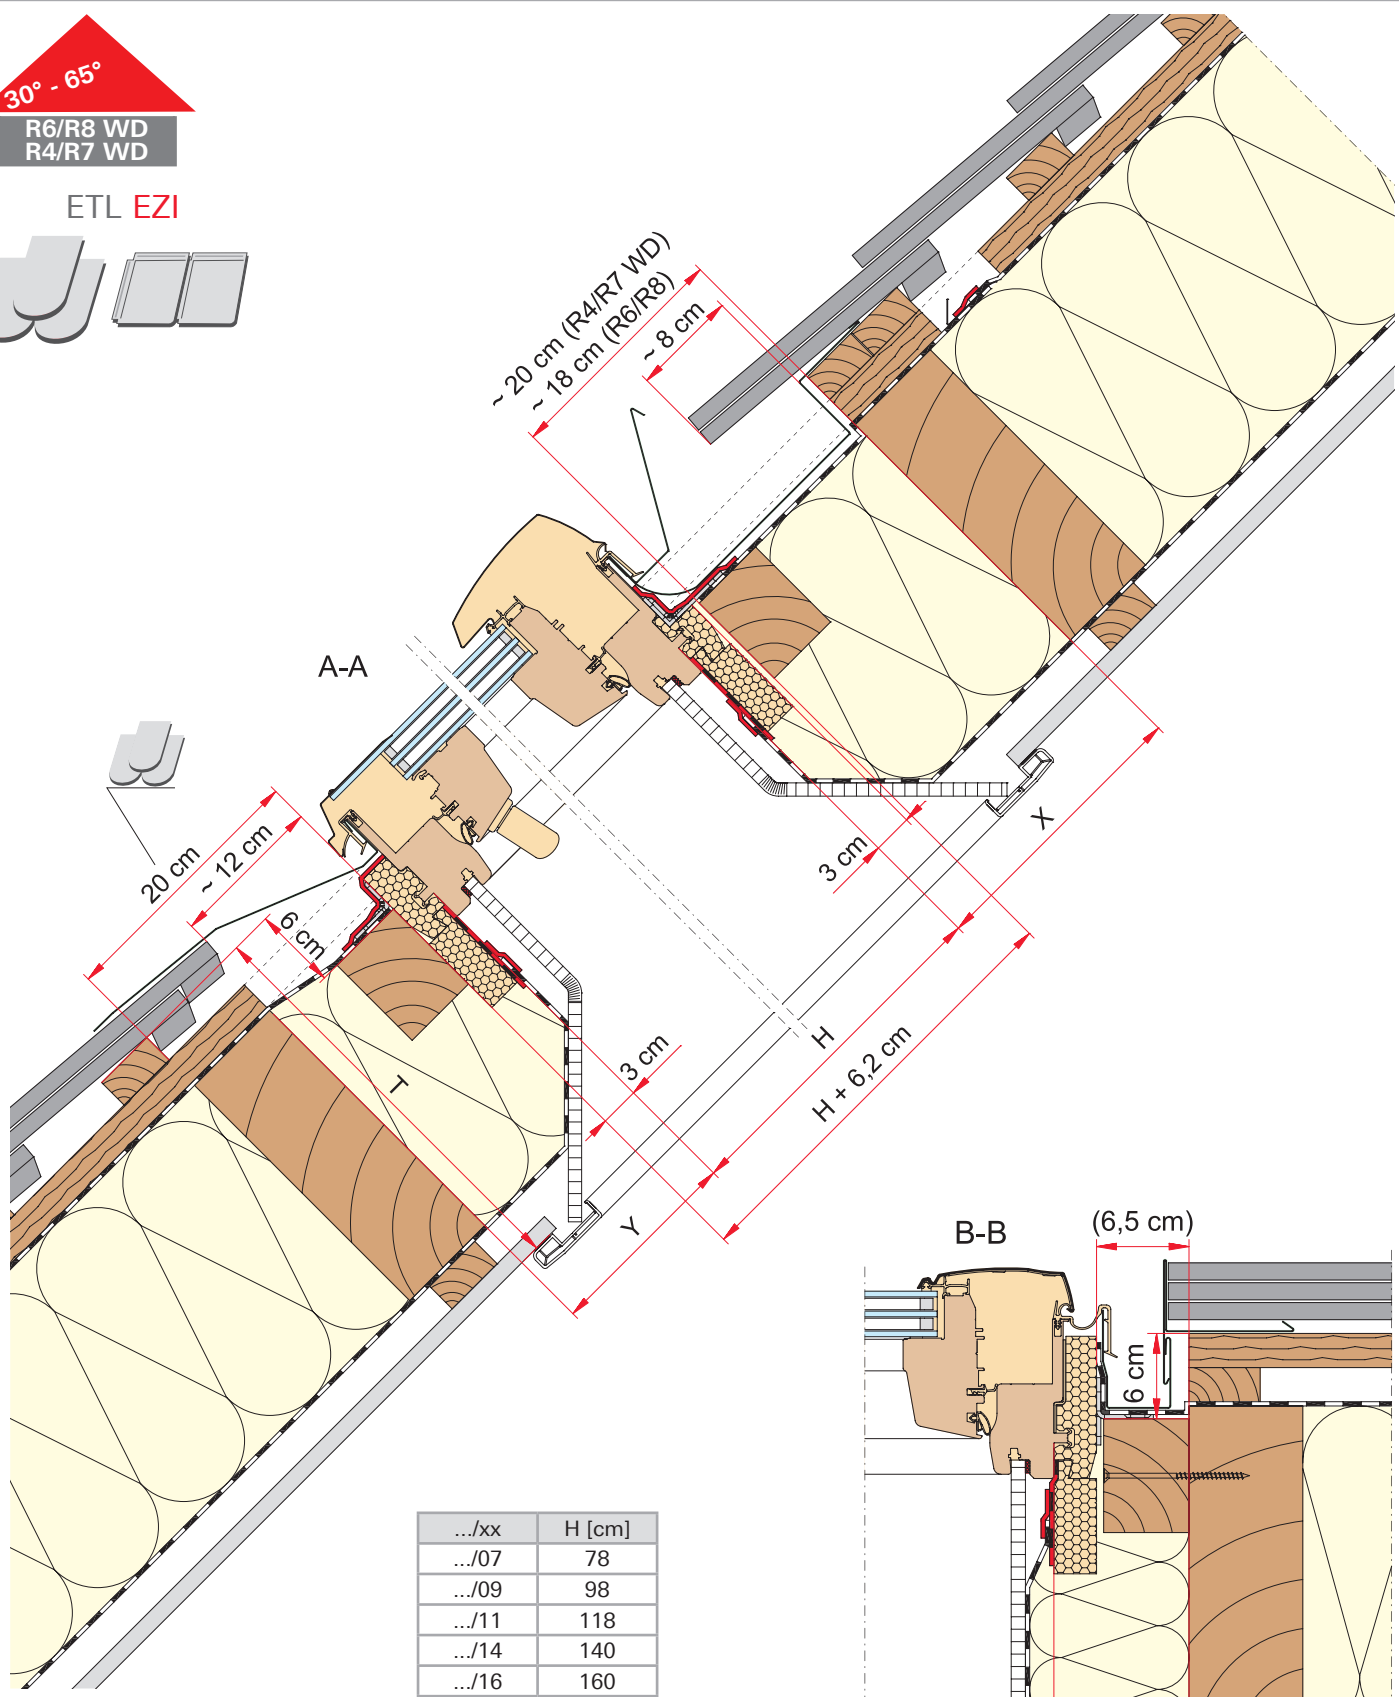 30° - 65°
R6/R8 WD
R4/R7 WD
ETL EZI
~ 20 cm (R4/R7 WD)
~ 18 cm (R6/R8)
~ 8 cm
A-A
20 cm
~ 12 cm
6 cm
3 cm
X
T
3 cm
H
H + 6,2 cm
Y
B-B
(6,5 cm)
6 cm
.../xx H [cm]
.../07 78
.../09 98
.../11 118
.../14 140
.../16 160